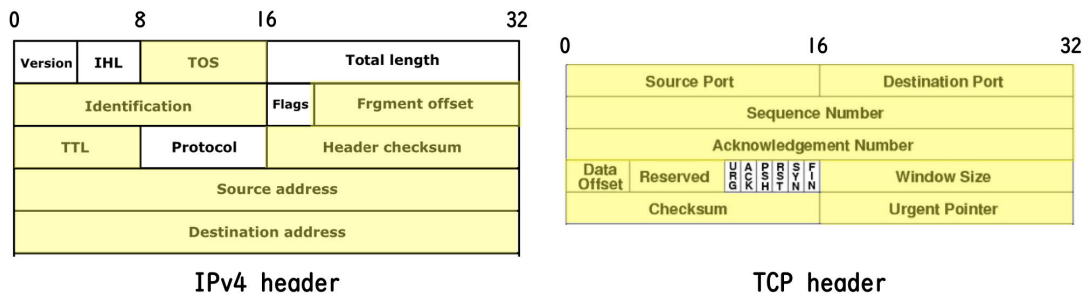 0 8 16 32
Version IHL TOS Total length
Identification Flags Frgment offset
TTL Protocol Header checksum
Source address
Destination address
IPv4 header
0 16 32
Source Port Destination Port
Sequence Number
Acknowledgement Number
Data Offset Reserved URG ACK PSH RST SYN FIN Window Size
Checksum Urgent Pointer
TCP header